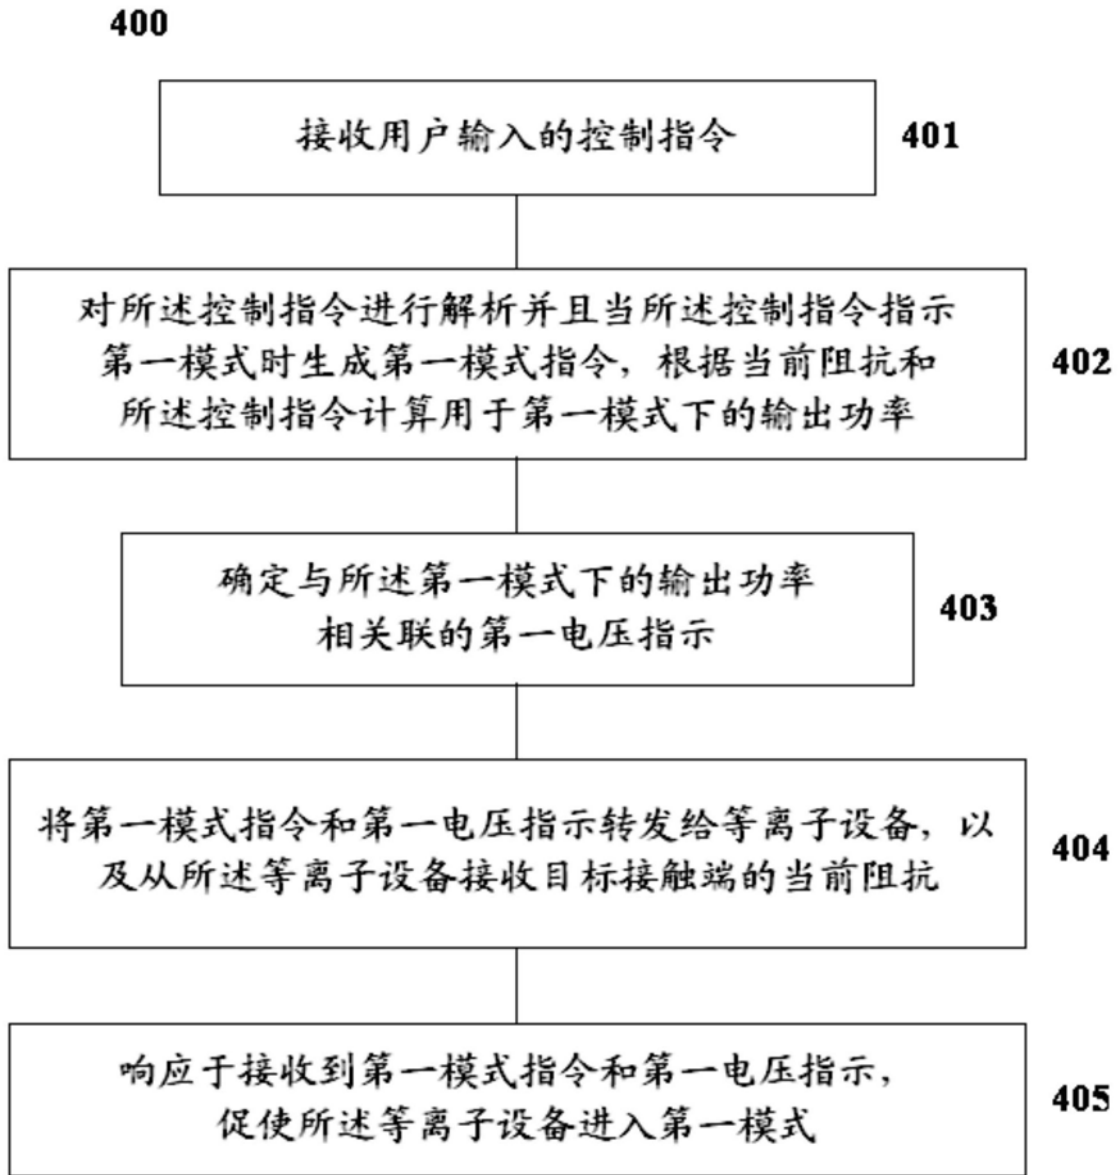 400
接收用户输入的控制指令
401
对所述控制指令进行解析并且当所述控制指令指示
第一模式时生成第一模式指令，根据当前阻抗和
所述控制指令计算用于第一模式下的输出功率
402
确定与所述第一模式下的输出功率
相关联的第一电压指示
403
将第一模式指令和第一电压指示转发给等离子设备，以
及从所述等离子设备接收目标接触端的当前阻抗
404
响应于接收到第一模式指令和第一电压指示，
促使所述等离子设备进入第一模式
405